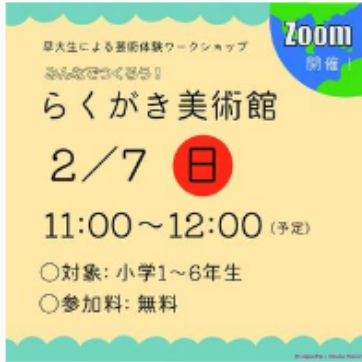 Zoom
開催！
早大生による芸術体験ワークショップ
みんなでつくろう！
らくがき美術館
2／7 日
11:00～12:00 (予定)
○対象: 小学1～6年生
○参加料: 無料